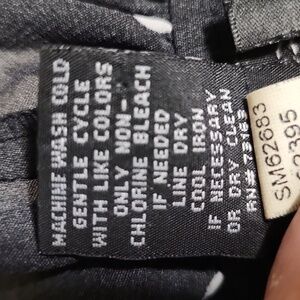 MACHINE WASH COLD
GENTLE CYCLE
WITH LIKE COLORS
ONLY NON-
CHLORINE BLEACH
IF NEEDED
LINE DRY
COOL IRON
IF NECESSARY
OR DRY CLEAN
SM62683